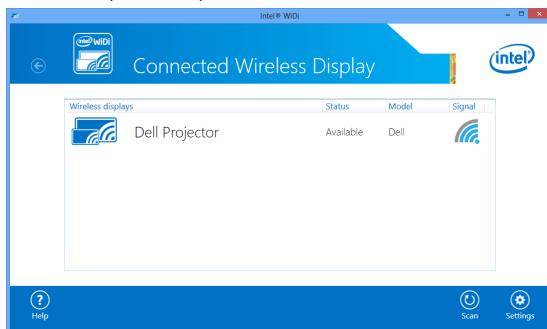 Intel® WiDi
intel WiDi
Connected Wireless Display
intel
Wireless displays Status Model Signal
Dell Projector Available Dell
? Help
Scan Settings